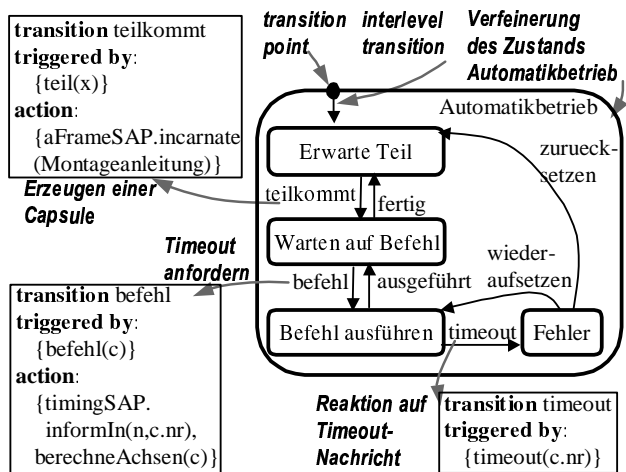 transition teilkommt
triggered by:
{teil(x)}
action:
{aFrameSAP.incarnate
(Montageanleitung)}
Erzeugen einer
Capsule
transition
point
interlevel
transition
Verfeinerung
des Zustands
Automatikbetrieb
Automatikbetrieb
Erwarte Teil
zurueck-
setzen
teilkommt
fertig
Warten auf Befehl
Timeout
anfordern
befehl
ausgeführt
wieder-
aufsetzen
Befehl ausführen
timeout
Fehler
transition befehl
triggered by:
{befehl(c)}
action:
{timingSAP.
informIn(n,c.nr),
berechneAchsen(c)}
Reaktion auf
Timeout-
Nachricht
transition timeout
triggered by:
{timeout(c.nr)}